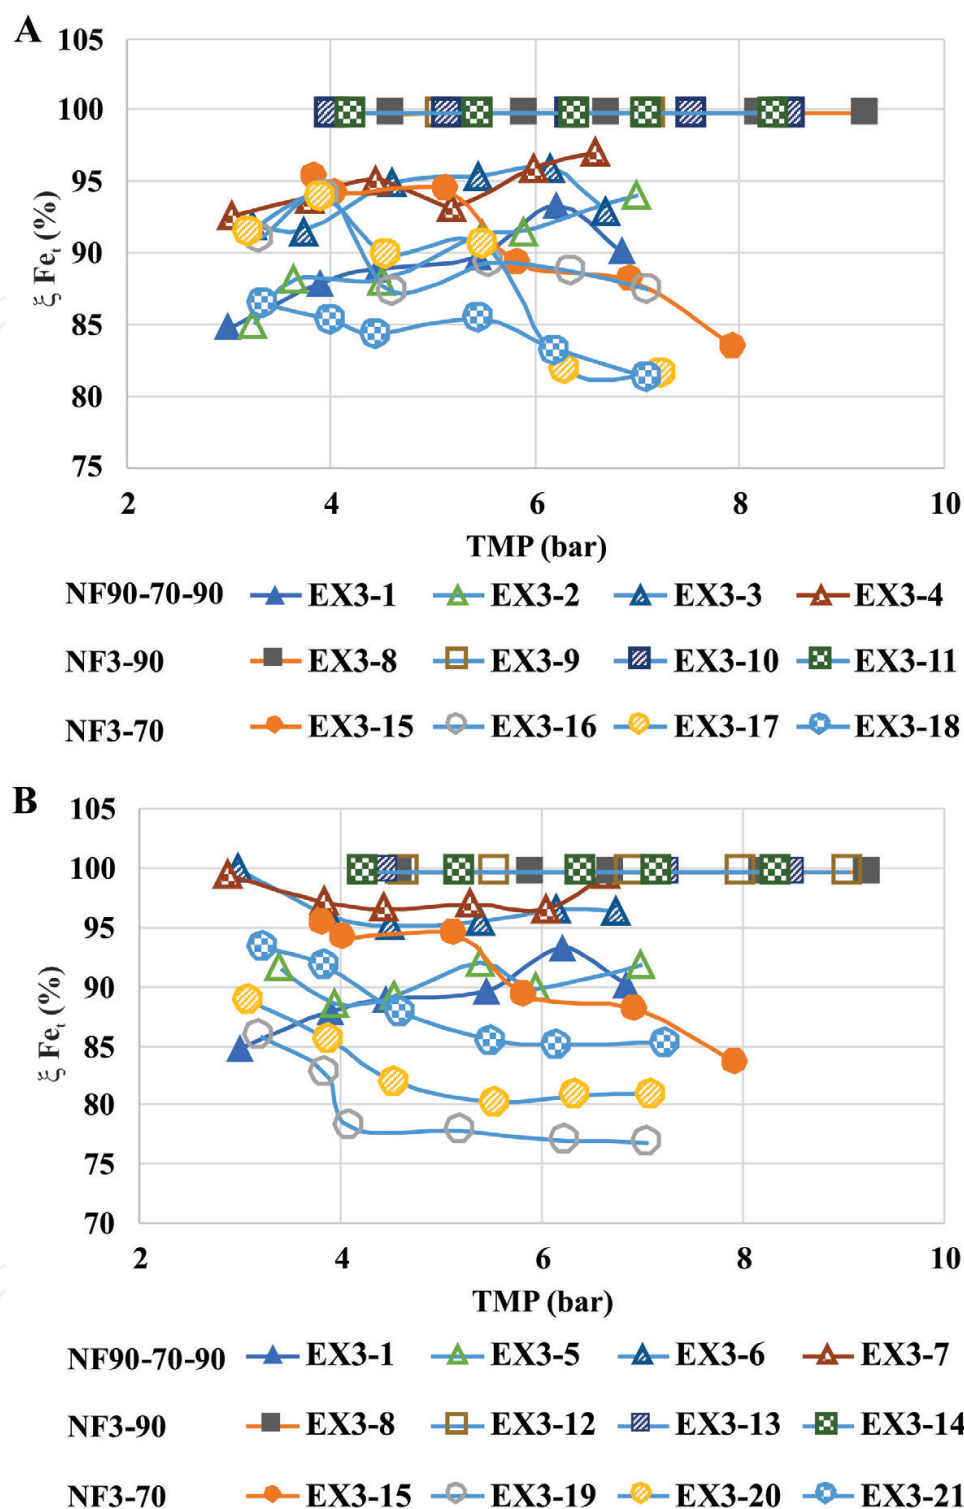 A
105
100
95
90
85
80
75
ξ Feₜ (%)
2 4 6 8 10
TMP (bar)
NF90-70-90 EX3-1 EX3-2 EX3-3 EX3-4
NF3-90 EX3-8 EX3-9 EX3-10 EX3-11
NF3-70 EX3-15 EX3-16 EX3-17 EX3-18
B
105
100
95
90
85
80
75
70
ξ Feₜ (%)
2 4 6 8 10
TMP (bar)
NF90-70-90 EX3-1 EX3-5 EX3-6 EX3-7
NF3-90 EX3-8 EX3-12 EX3-13 EX3-14
NF3-70 EX3-15 EX3-19 EX3-20 EX3-21